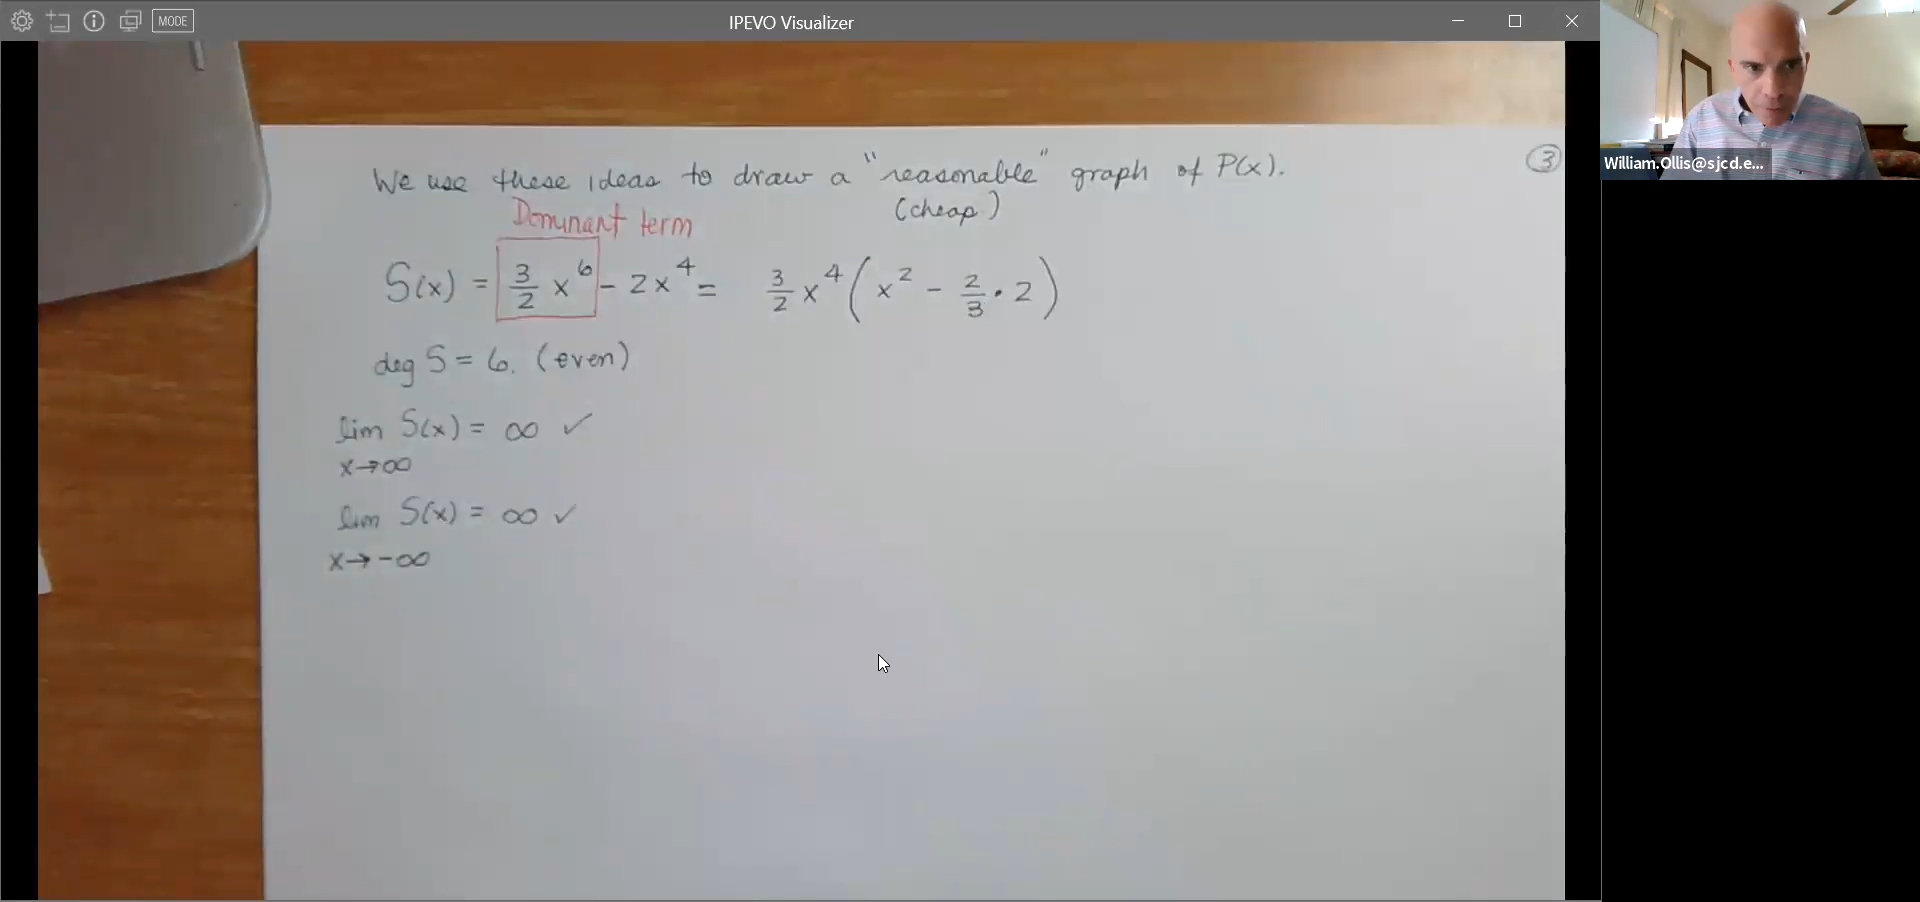 MODE
IPEVO Visualizer
William.Ollis@sjcd.e...
③
We use these ideas to draw a "reasonable" graph of P(x).
(cheap)
Dominant term
S(x) = 3/2 x^6 - 2x^4 = 3/2 x^4 (x^2 - 2/3 • 2)
deg S = 6. (even)
lim S(x) = ∞ ✓
x→∞
lim S(x) = ∞ ✓
x→-∞